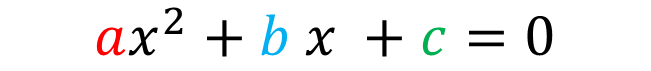 ax² + b x + c = 0